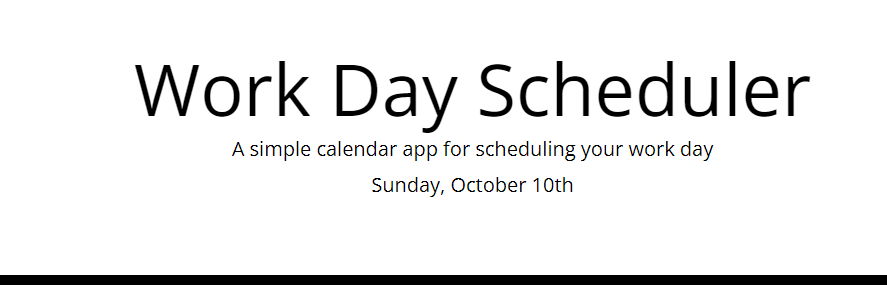 Work Day Scheduler
A simple calendar app for scheduling your work day
Sunday, October 10th